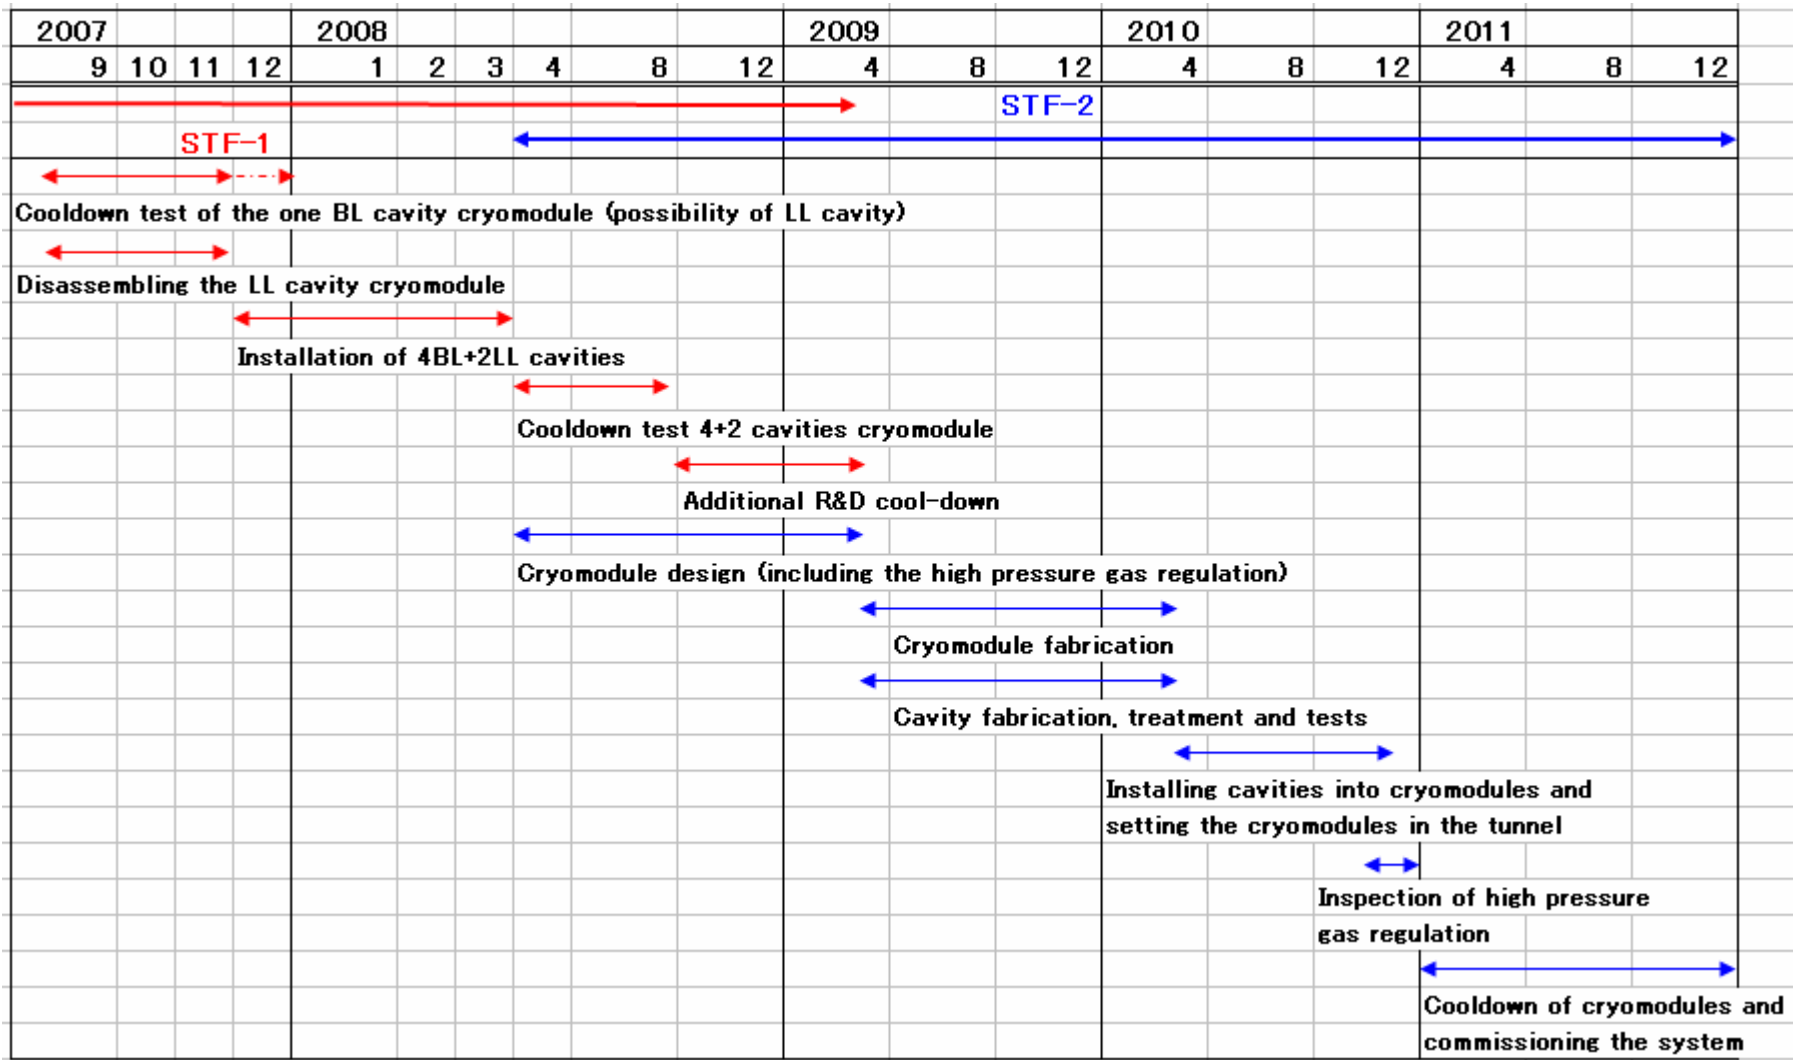 2007 2008 2009 2010 2011
9 10 11 12 1 2 3 4 8 12 4 8 12 4 8 12 4 8 12
STF-2
STF-1
Cooldown test of the one BL cavity cryomodule (possibility of LL cavity)
Disassembling the LL cavity cryomodule
Installation of 4BL+2LL cavities
Cooldown test 4+2 cavities cryomodule
Additional R&D cool-down
Cryomodule design (including the high pressure gas regulation)
Cryomodule fabrication
Cavity fabrication, treatment and tests
Installing cavities into cryomodules and
setting the cryomodules in the tunnel
Inspection of high pressure
gas regulation
Cooldown of cryomodules and
commissioning the system